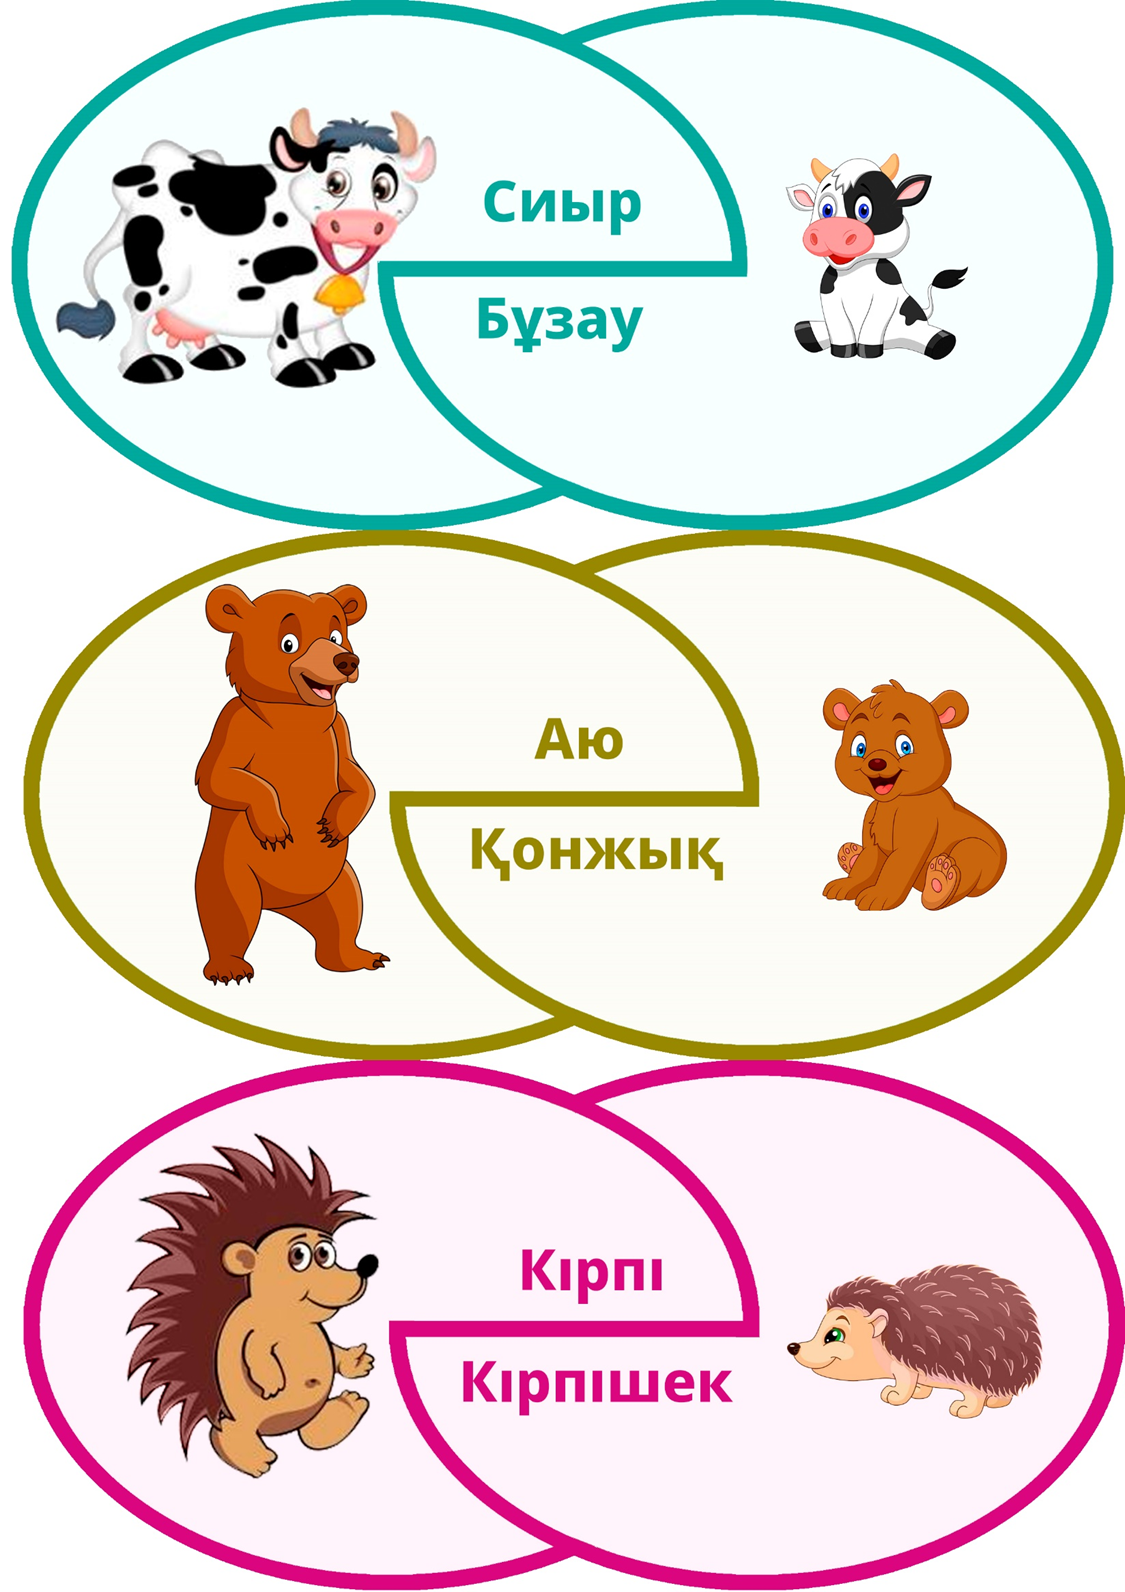 Сиыр
Бұзау
Аю
Қонжық
Кірпі
Кірпішек